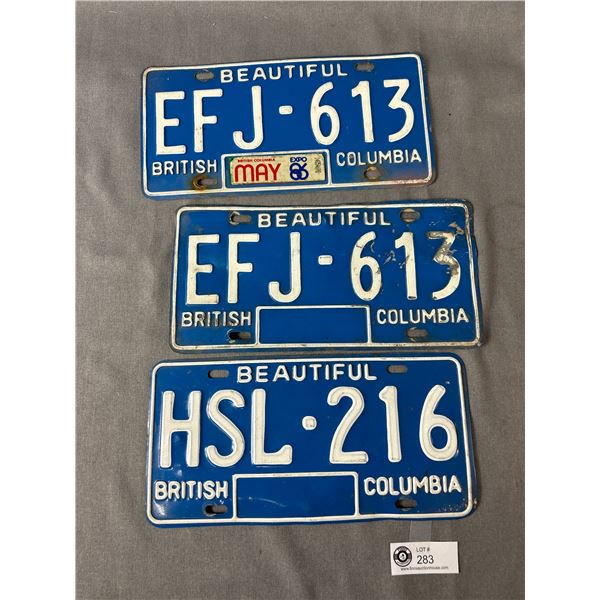 BEAUTIFUL
EFJ-613
BRITISH COLUMBIA
BRITISH COLUMBIA
MAY EXPO 86
BEAUTIFUL
EFJ-613
BRITISH COLUMBIA
BEAUTIFUL
HSL·216
BRITISH COLUMBIA
LOT #
283